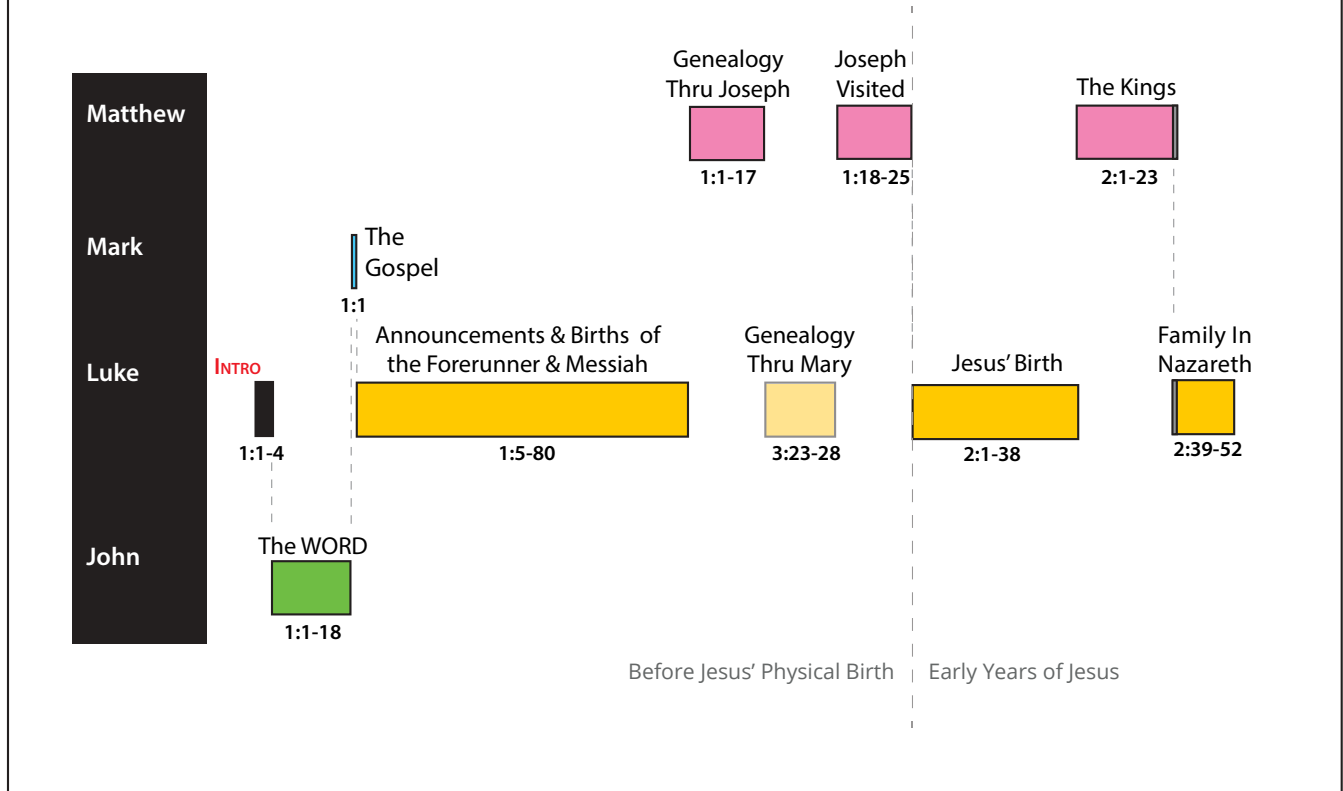 Matthew
Genealogy
Thru Joseph
1:1-17
Joseph
Visited
1:18-25
The Kings
2:1-23
Mark
The
Gospel
1:1
Luke
INTRO
1:1-4
Announcements & Births of
the Forerunner & Messiah
1:5-80
Genealogy
Thru Mary
3:23-28
Jesus’ Birth
2:1-38
Family In
Nazareth
2:39-52
John
The WORD
1:1-18
Before Jesus’ Physical Birth
Early Years of Jesus